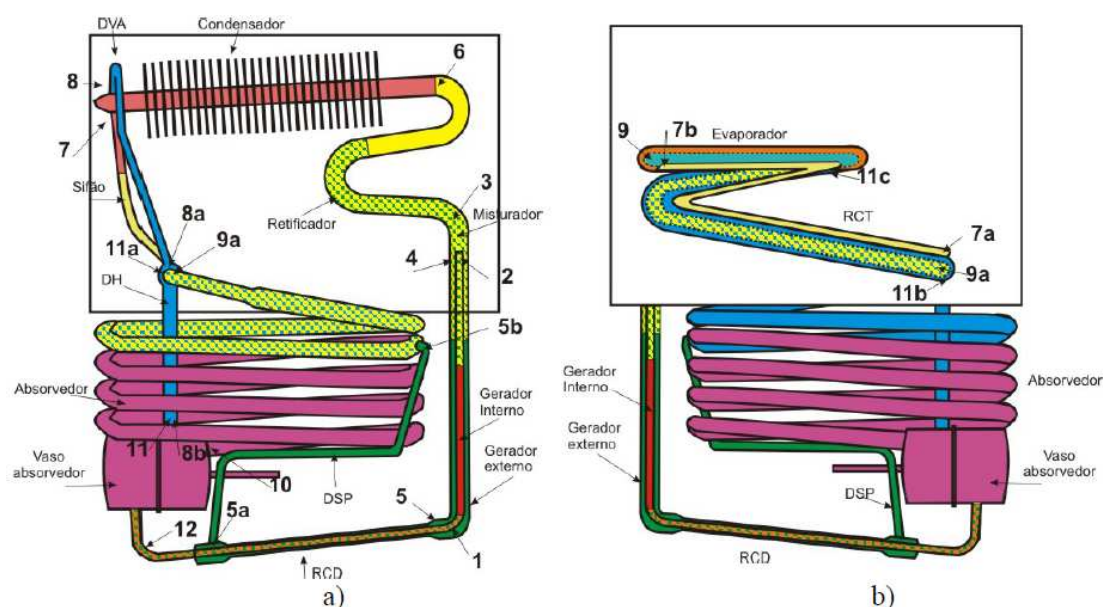 DVA
Condensador
8
6
7
Sifão
3
Retificador
Misturador
8a
9a
11a
4
2
DH
5b
Absorvedor
Gerador
Interno
Vaso
absorvedor
11
8b
10
Gerador
externo
DSP
5
12
5a
1
RCD
a)
9
7b
Evaporador
11c
RCT
7a
9a
11b
Gerador
Interno
Absorvedor
Gerador
externo
Vaso
absorvedor
DSP
RCD
b)